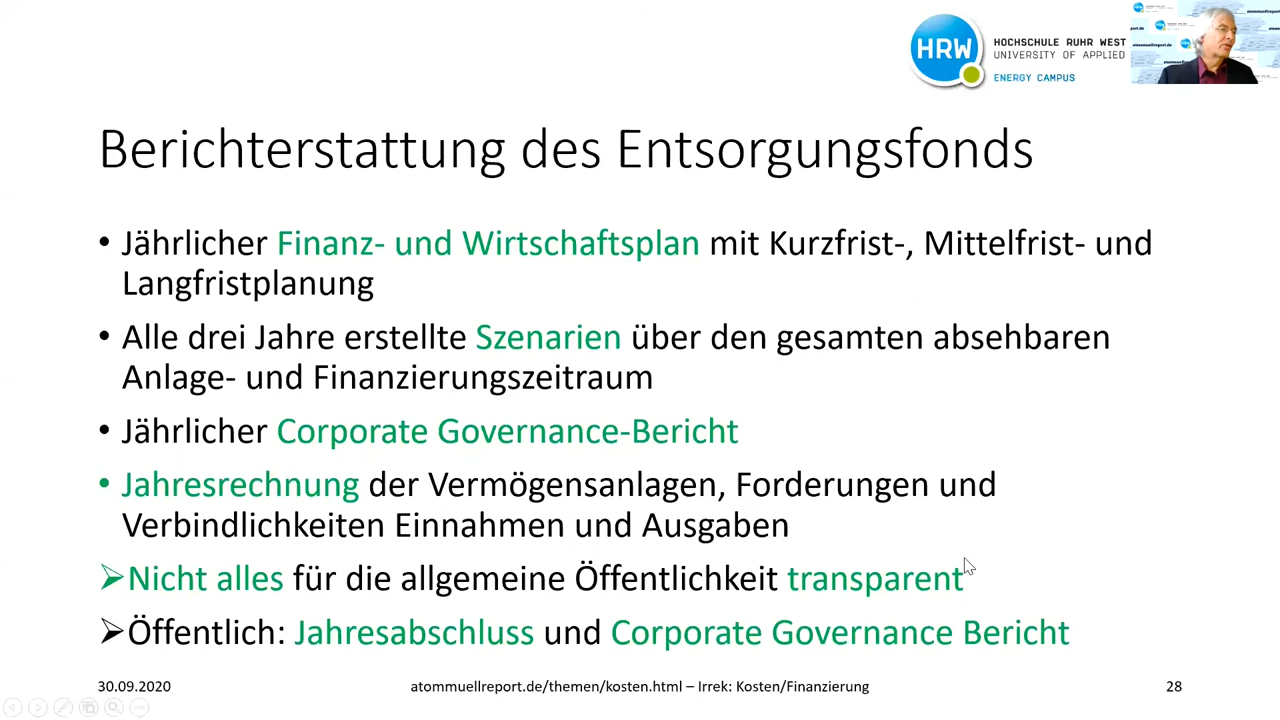 HRW
HOCHSCHULE RUHR WEST
UNIVERSITY OF APPLIED
ENERGY CAMPUS
Berichterstattung des Entsorgungsfonds
• Jährlicher Finanz- und Wirtschaftsplan mit Kurzfrist-, Mittelfrist- und
Langfristplanung
• Alle drei Jahre erstellte Szenarien über den gesamten absehbaren
Anlage- und Finanzierungszeitraum
• Jährlicher Corporate Governance-Bericht
• Jahresrechnung der Vermögensanlagen, Forderungen und
Verbindlichkeiten Einnahmen und Ausgaben
➢Nicht alles für die allgemeine Öffentlichkeit transparent
➢Öffentlich: Jahresabschluss und Corporate Governance Bericht
30.09.2020
atommuellreport.de/themen/kosten.html – Irrek: Kosten/Finanzierung
28